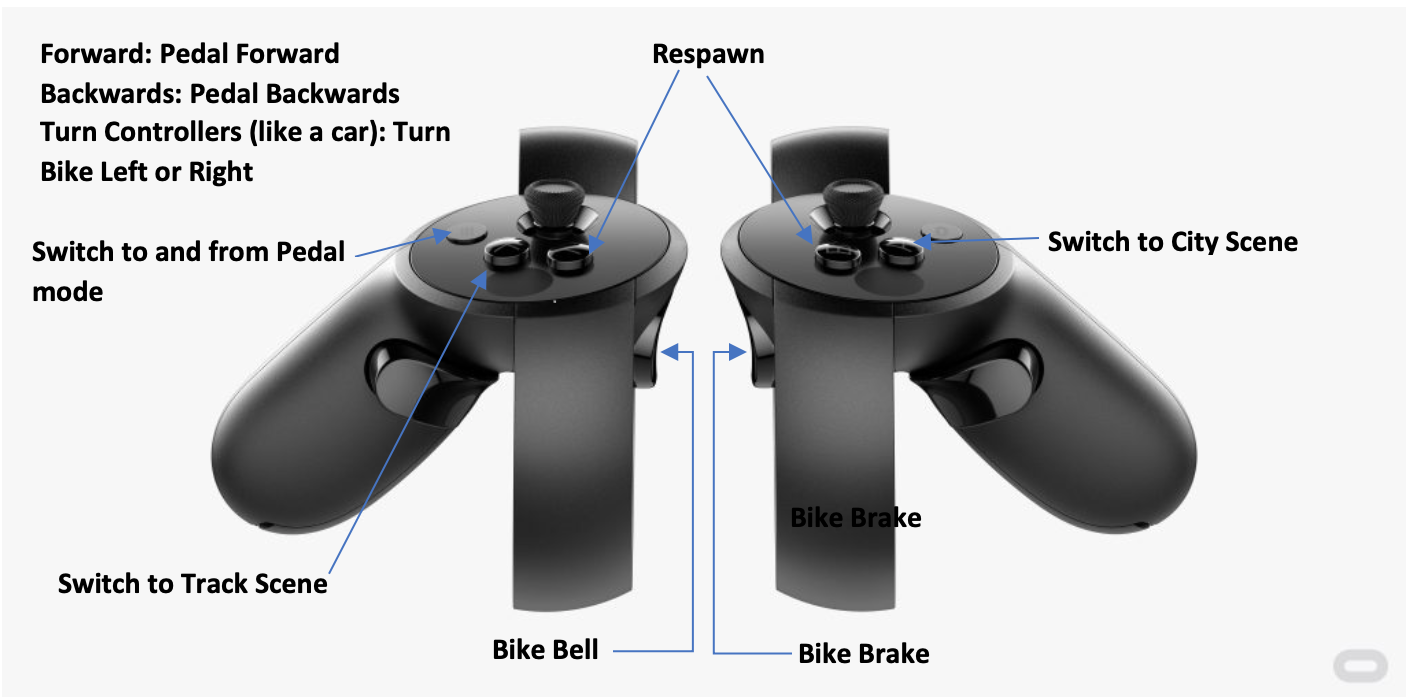 Forward: Pedal Forward
Respawn
Backwards: Pedal Backwards
Turn Controllers (like a car): Turn
Bike Left or Right
Switch to and from Pedal
mode
Switch to City Scene
Bike Brake
Switch to Track Scene
Bike Bell
Bike Brake